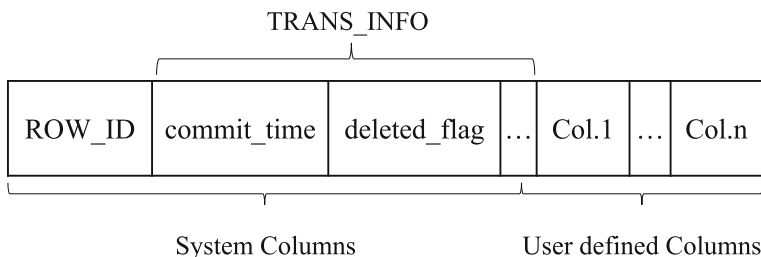 TRANS_INFO
ROW_ID commit_time deleted_flag … Col.1 … Col.n
System Columns User defined Columns